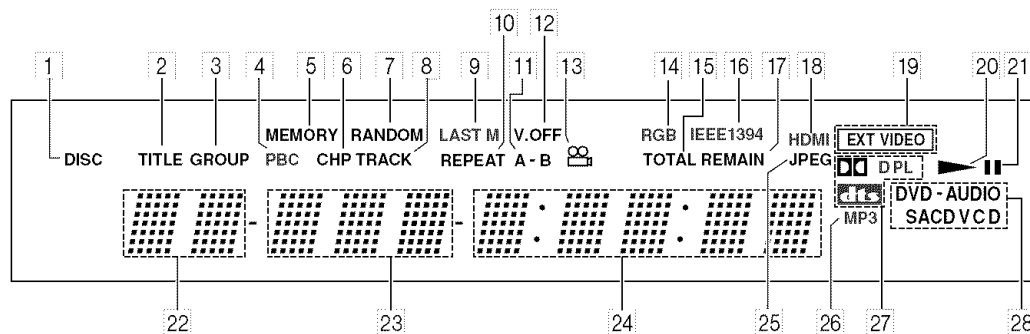 10 12
1 2 3 4 5 6 7 8 9 11 13 14 15 16 17 18 19 20 21
MEMORY RANDOM LAST M V.OFF RGB IEEE1394 HDMI EXT VIDEO
DISC TITLE GROUP PBC CHP TRACK REPEAT A - B TOTAL REMAIN JPEG D PL
dts DVD - AUDIO
MP3 SACD V C D
22 23 24 25 26 27 28